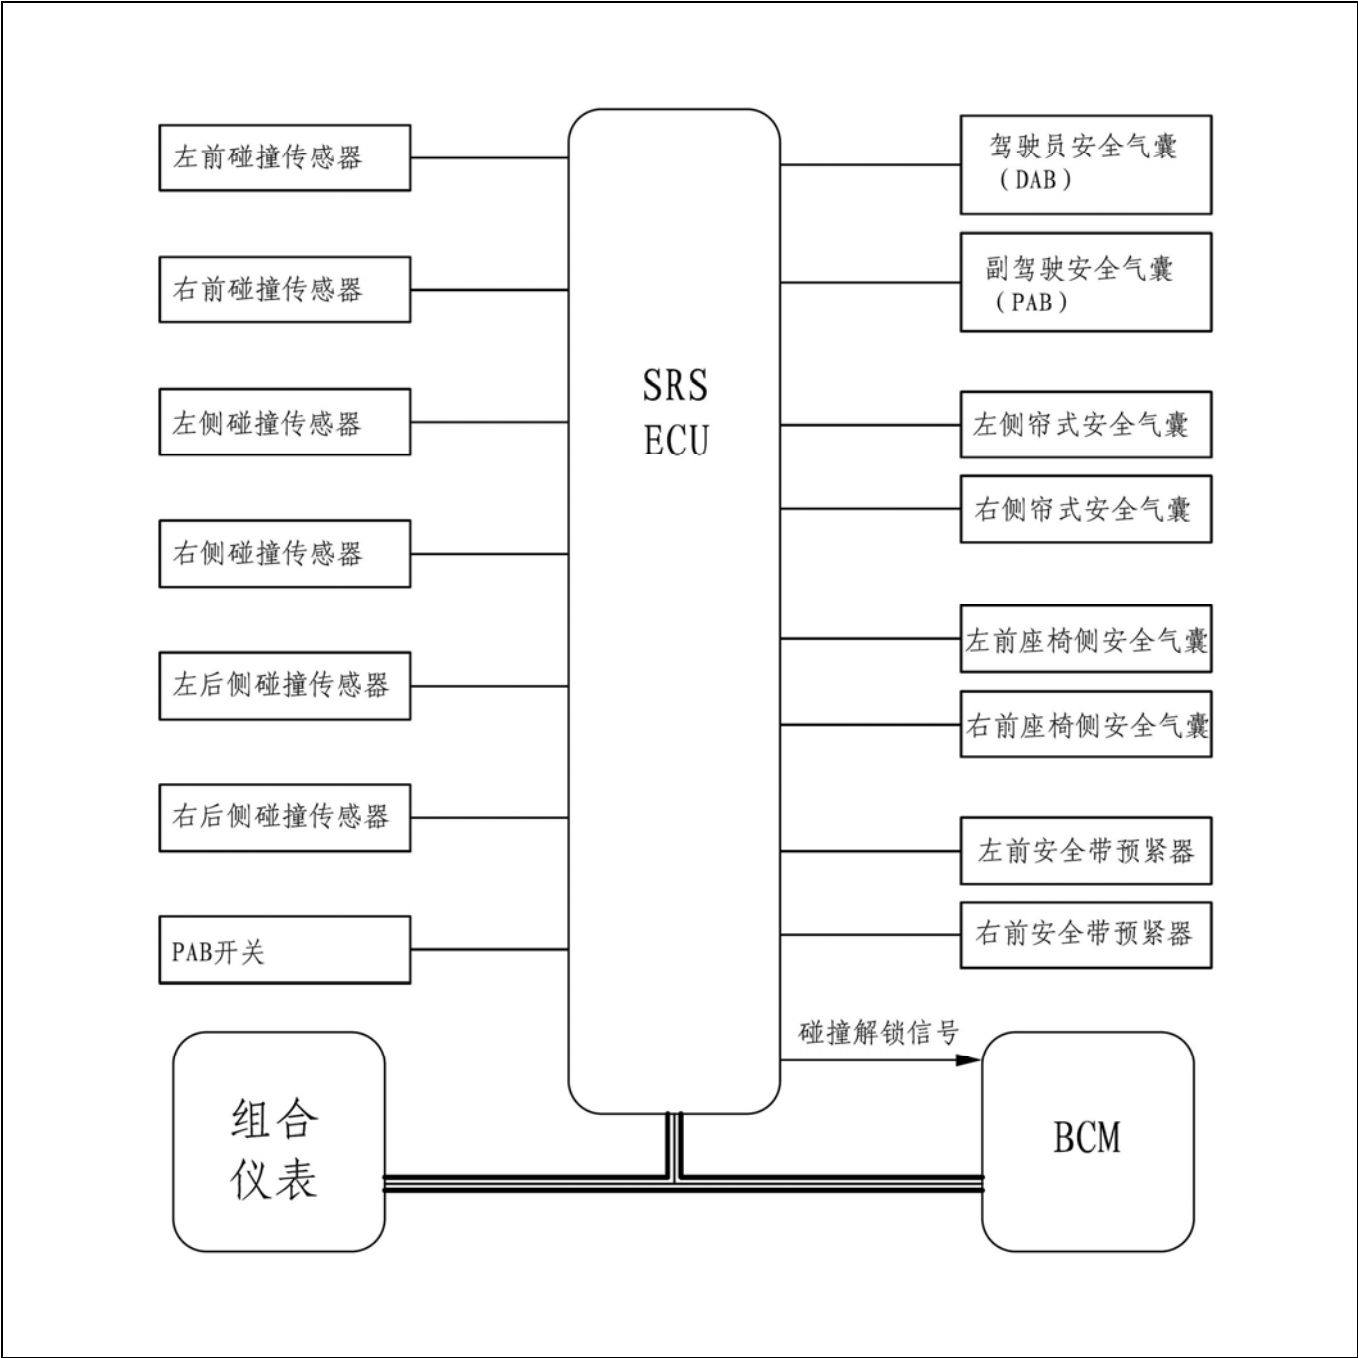 左前碰撞传感器
右前碰撞传感器
左侧碰撞传感器
右侧碰撞传感器
左后侧碰撞传感器
右后侧碰撞传感器
PAB开关
组合
仪表
SRS
ECU
驾驶员安全气囊
(DAB)
副驾驶安全气囊
(PAB)
左侧帘式安全气囊
右侧帘式安全气囊
左前座椅侧安全气囊
右前座椅侧安全气囊
左前安全带预紧器
右前安全带预紧器
碰撞解锁信号
BCM